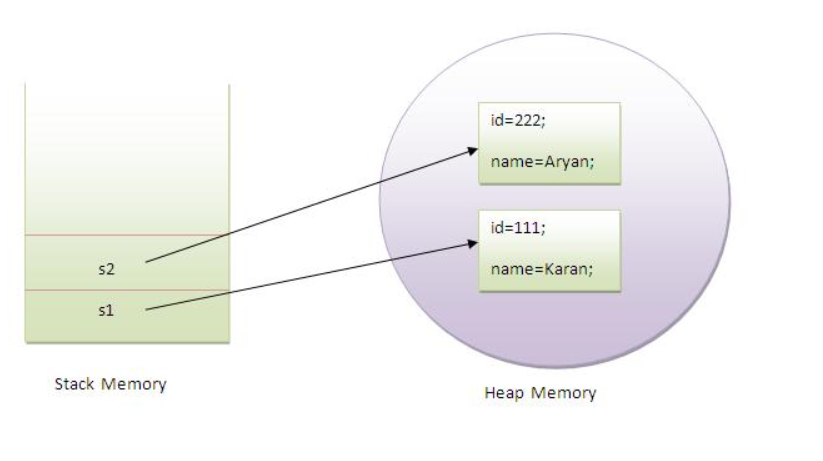 id=222;
name=Aryan;
id=111;
name=Karan;
s2
s1
Stack Memory
Heap Memory